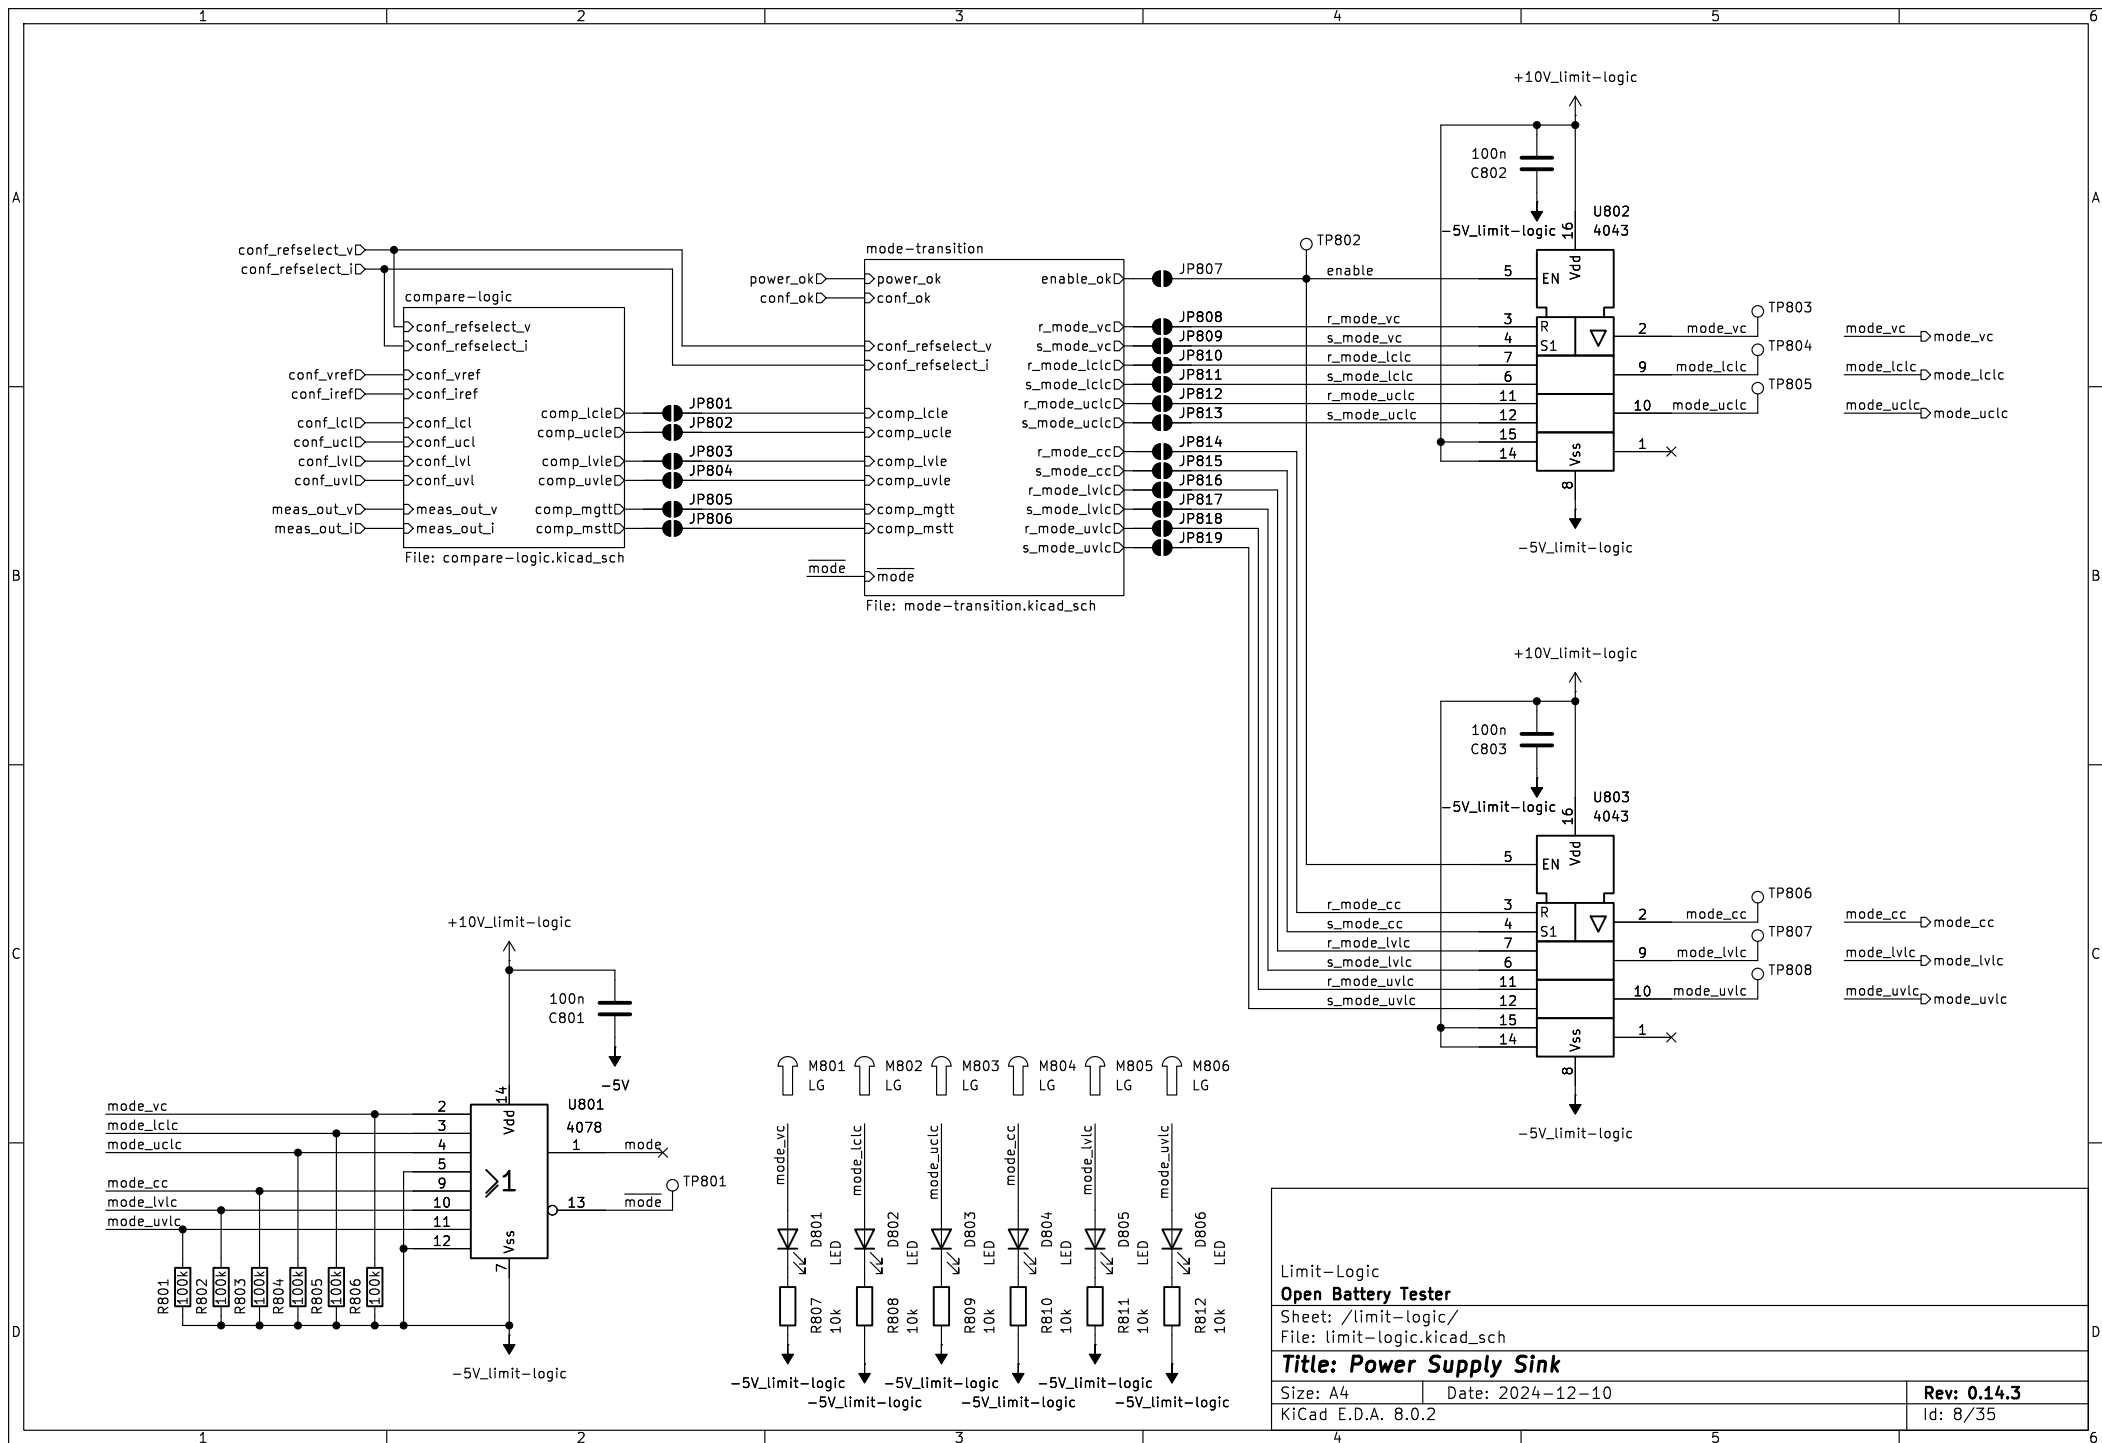 1 2 3 4 5 6
A A
B B
C C
D D
1 2 3 4 5 6
conf_refselect_v
conf_refselect_i
compare-logic
conf_refselect_v
conf_refselect_i
conf_vref conf_vref
conf_iref conf_iref
conf_lcl conf_lcl
conf_ucl conf_ucl
conf_lvl conf_lvl
conf_uvl conf_uvl
meas_out_v meas_out_v
meas_out_i meas_out_i
comp_lcle JP801
comp_ucle JP802
comp_lvle JP803
comp_uvle JP804
comp_mgtt JP805
comp_mstt JP806
File: compare-logic.kicad_sch
mode-transition
power_ok power_ok
conf_ok conf_ok
conf_refselect_v
conf_refselect_i
comp_lcle
comp_ucle
comp_lvle
comp_uvle
comp_mgtt
comp_mstt
mode mode
enable_ok JP807
r_mode_vc JP808
s_mode_vc JP809
r_mode_lclc JP810
s_mode_lclc JP811
r_mode_uclc JP812
s_mode_uclc JP813
r_mode_cc JP814
s_mode_cc JP815
r_mode_lvlc JP816
s_mode_lvlc JP817
r_mode_uvlc JP818
s_mode_uvlc JP819
File: mode-transition.kicad_sch
TP802
+10V_limit-logic
100n
C802
-5V_limit-logic
U802
4043
16
Vdd
enable 5 EN
r_mode_vc 3 R
s_mode_vc 4 S1
r_mode_lclc 7
s_mode_lclc 6
r_mode_uclc 11
s_mode_uclc 12
15
14
Vss
8
2 mode_vc TP803
9 mode_lclc TP804
10 mode_uclc TP805
1
-5V_limit-logic
mode_vc mode_vc
mode_lclc mode_lclc
mode_uclc mode_uclc
+10V_limit-logic
100n
C803
-5V_limit-logic
U803
4043
16
Vdd
5 EN
r_mode_cc 3 R
s_mode_cc 4 S1
r_mode_lvlc 7
s_mode_lvlc 6
r_mode_uvlc 11
s_mode_uvlc 12
15
14
Vss
8
2 mode_cc TP806
9 mode_lvlc TP807
10 mode_uvlc TP808
1
-5V_limit-logic
mode_cc mode_cc
mode_lvlc mode_lvlc
mode_uvlc mode_uvlc
+10V_limit-logic
100n
C801
-5V
14
Vdd
U801
4078
mode_vc 2
mode_lclc 3
mode_uclc 4
5
mode_cc 9
mode_lvlc 10
mode_uvlc 11
12
≥1
1 mode
13 mode TP801
Vss
7
R801 100k
R802 100k
R803 100k
R804 100k
R805 100k
R806 100k
-5V_limit-logic
M801 M802 M803 M804 M805 M806
LG LG LG LG LG LG
mode_vc
mode_lclc
mode_uclc
mode_cc
mode_lvlc
mode_uvlc
D801 LED
D802 LED
D803 LED
D804 LED
D805 LED
D806 LED
R807 10k
R808 10k
R809 10k
R810 10k
R811 10k
R812 10k
-5V_limit-logic -5V_limit-logic -5V_limit-logic
-5V_limit-logic -5V_limit-logic -5V_limit-logic
Limit-Logic
Open Battery Tester
Sheet: /limit-logic/
File: limit-logic.kicad_sch
Title: Power Supply Sink
Size: A4 Date: 2024-12-10 Rev: 0.14.3
KiCad E.D.A. 8.0.2 Id: 8/35